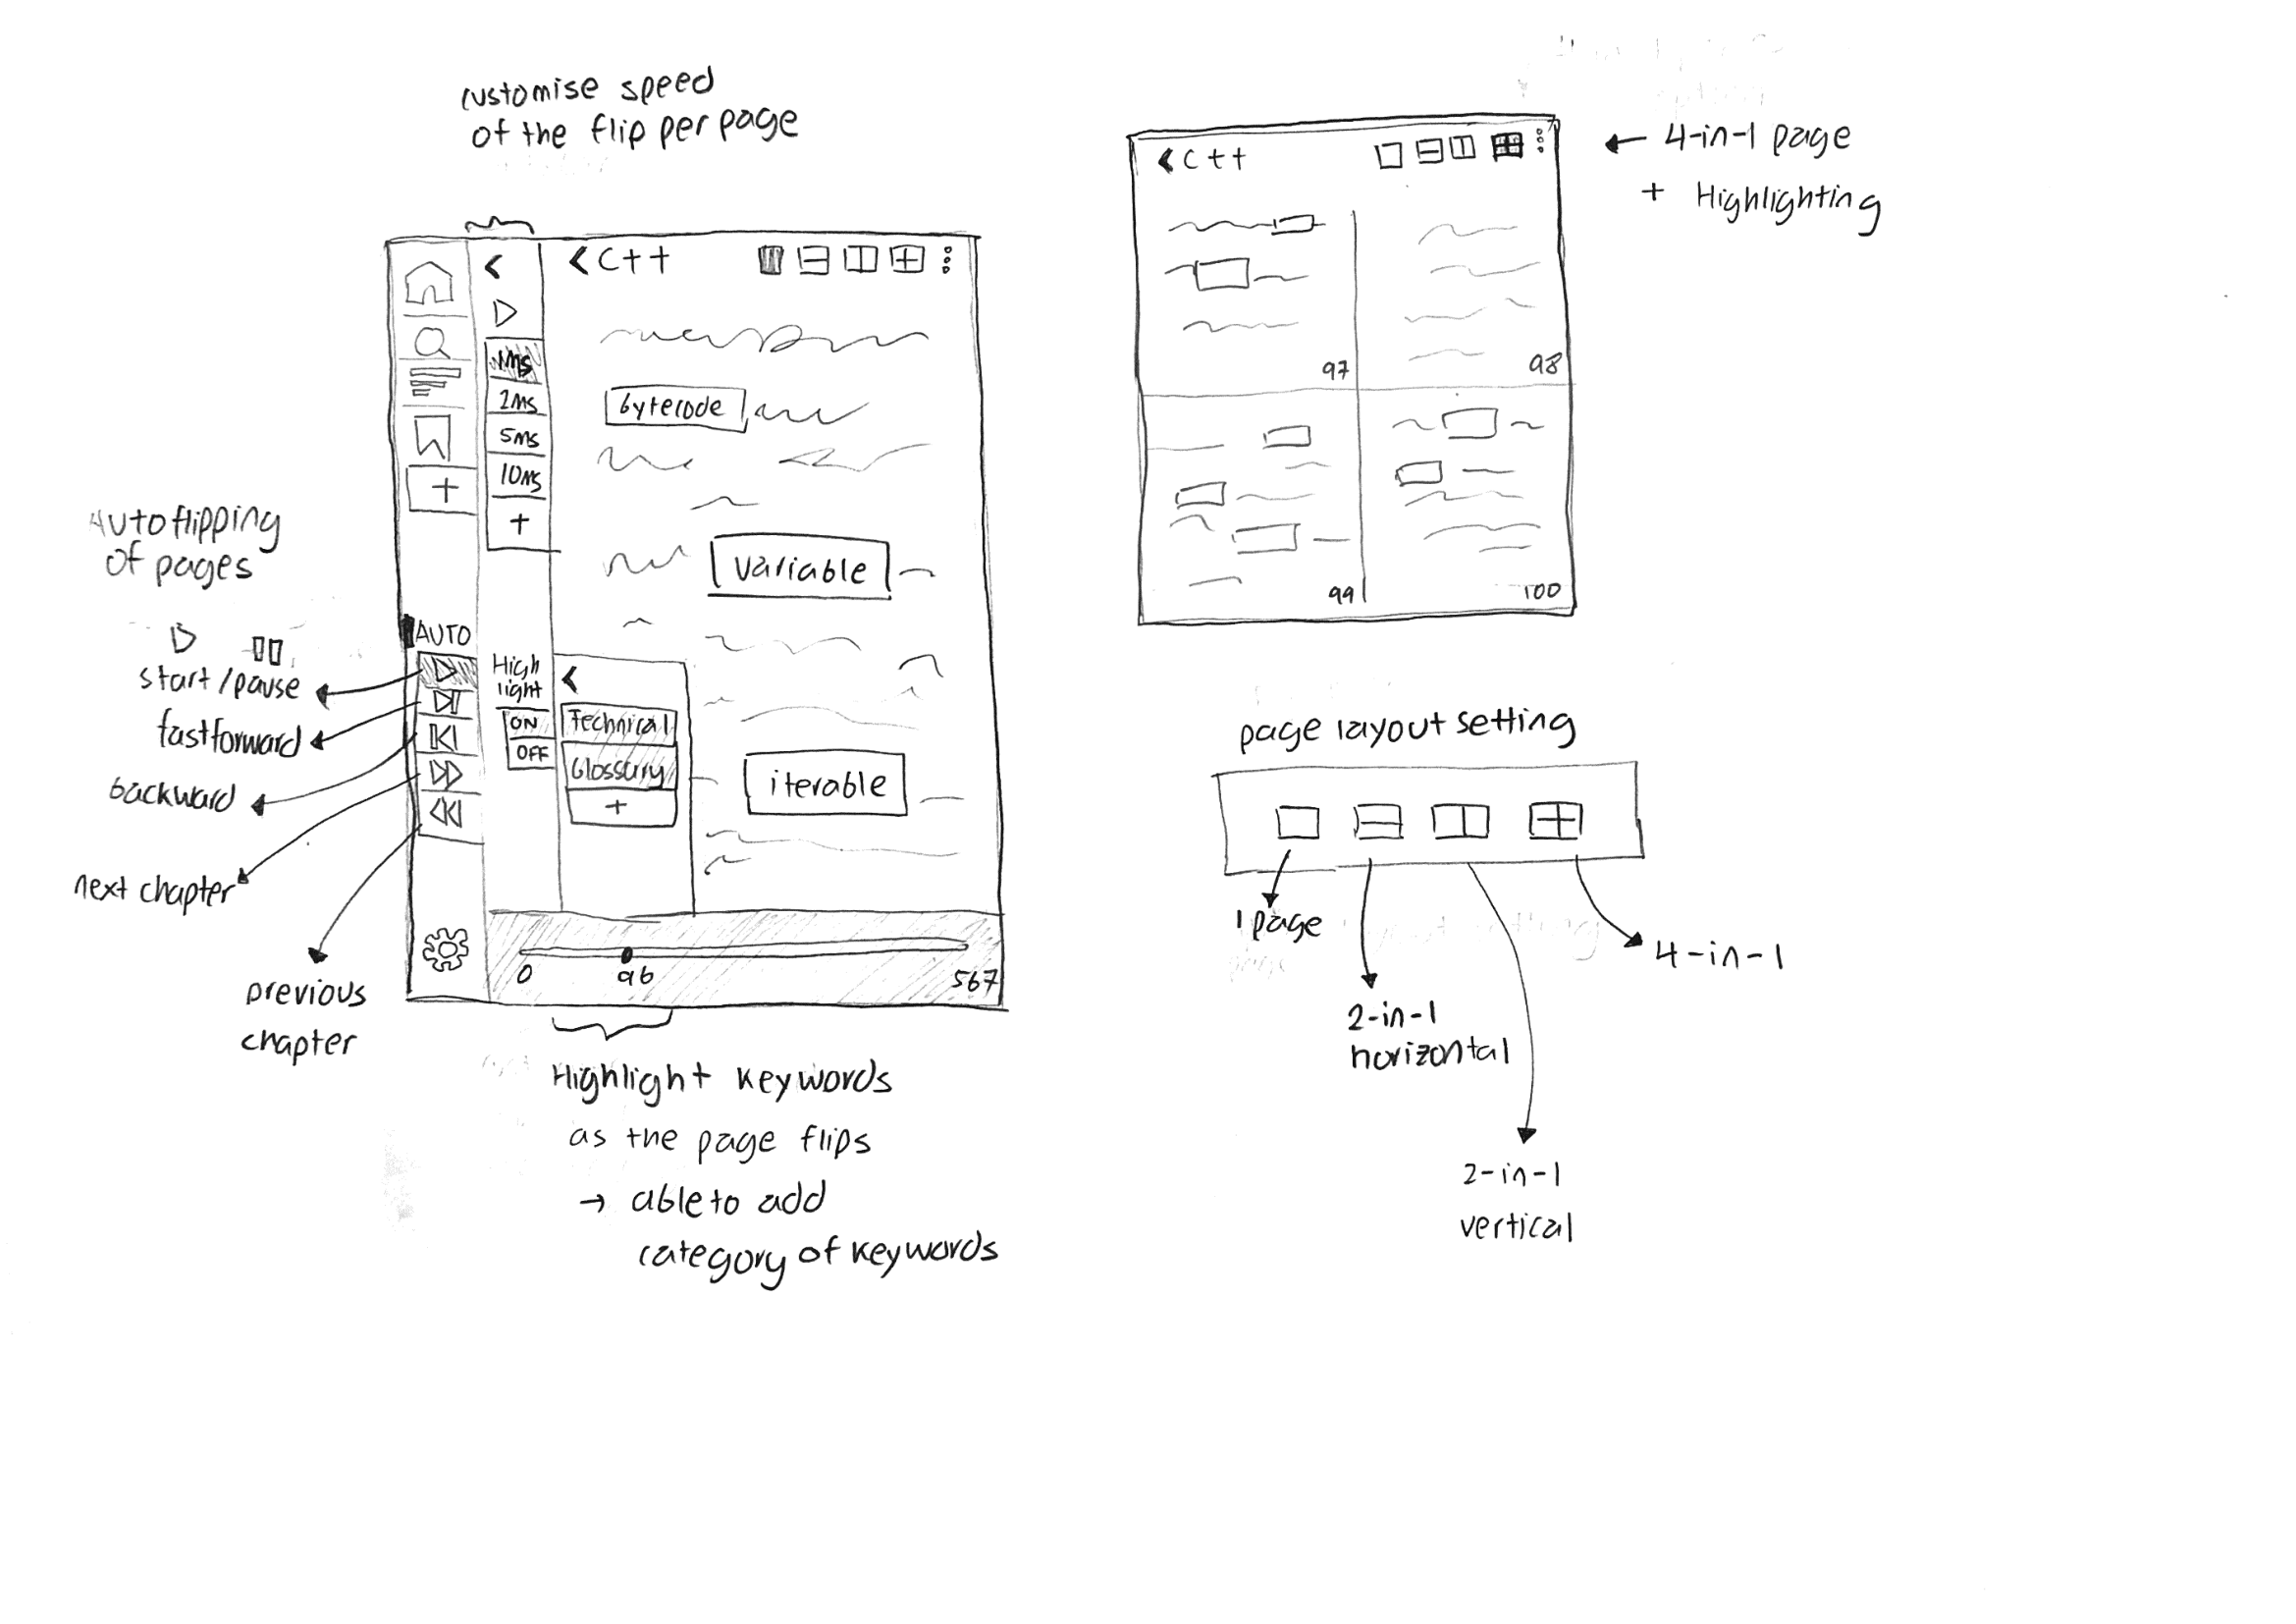 customise speed
of the flip per page
< C++
1ms
2ms
5ms
10ms
+
+
bytecode
variable
iterable
Autoflipping
of pages
start/pause
fastforward
backward
next chapter
previous
chapter
AUTO
High
light
ON
OFF
<
Technical
Glossary
+
0
96
567
Highlight keywords
as the page flips
→ able to add
category of keywords
< C++
97
98
99
100
← 4-in-1 page
+ Highlighting
page layout setting
1 page
2-in-1
horizontal
2-in-1
vertical
4-in-1